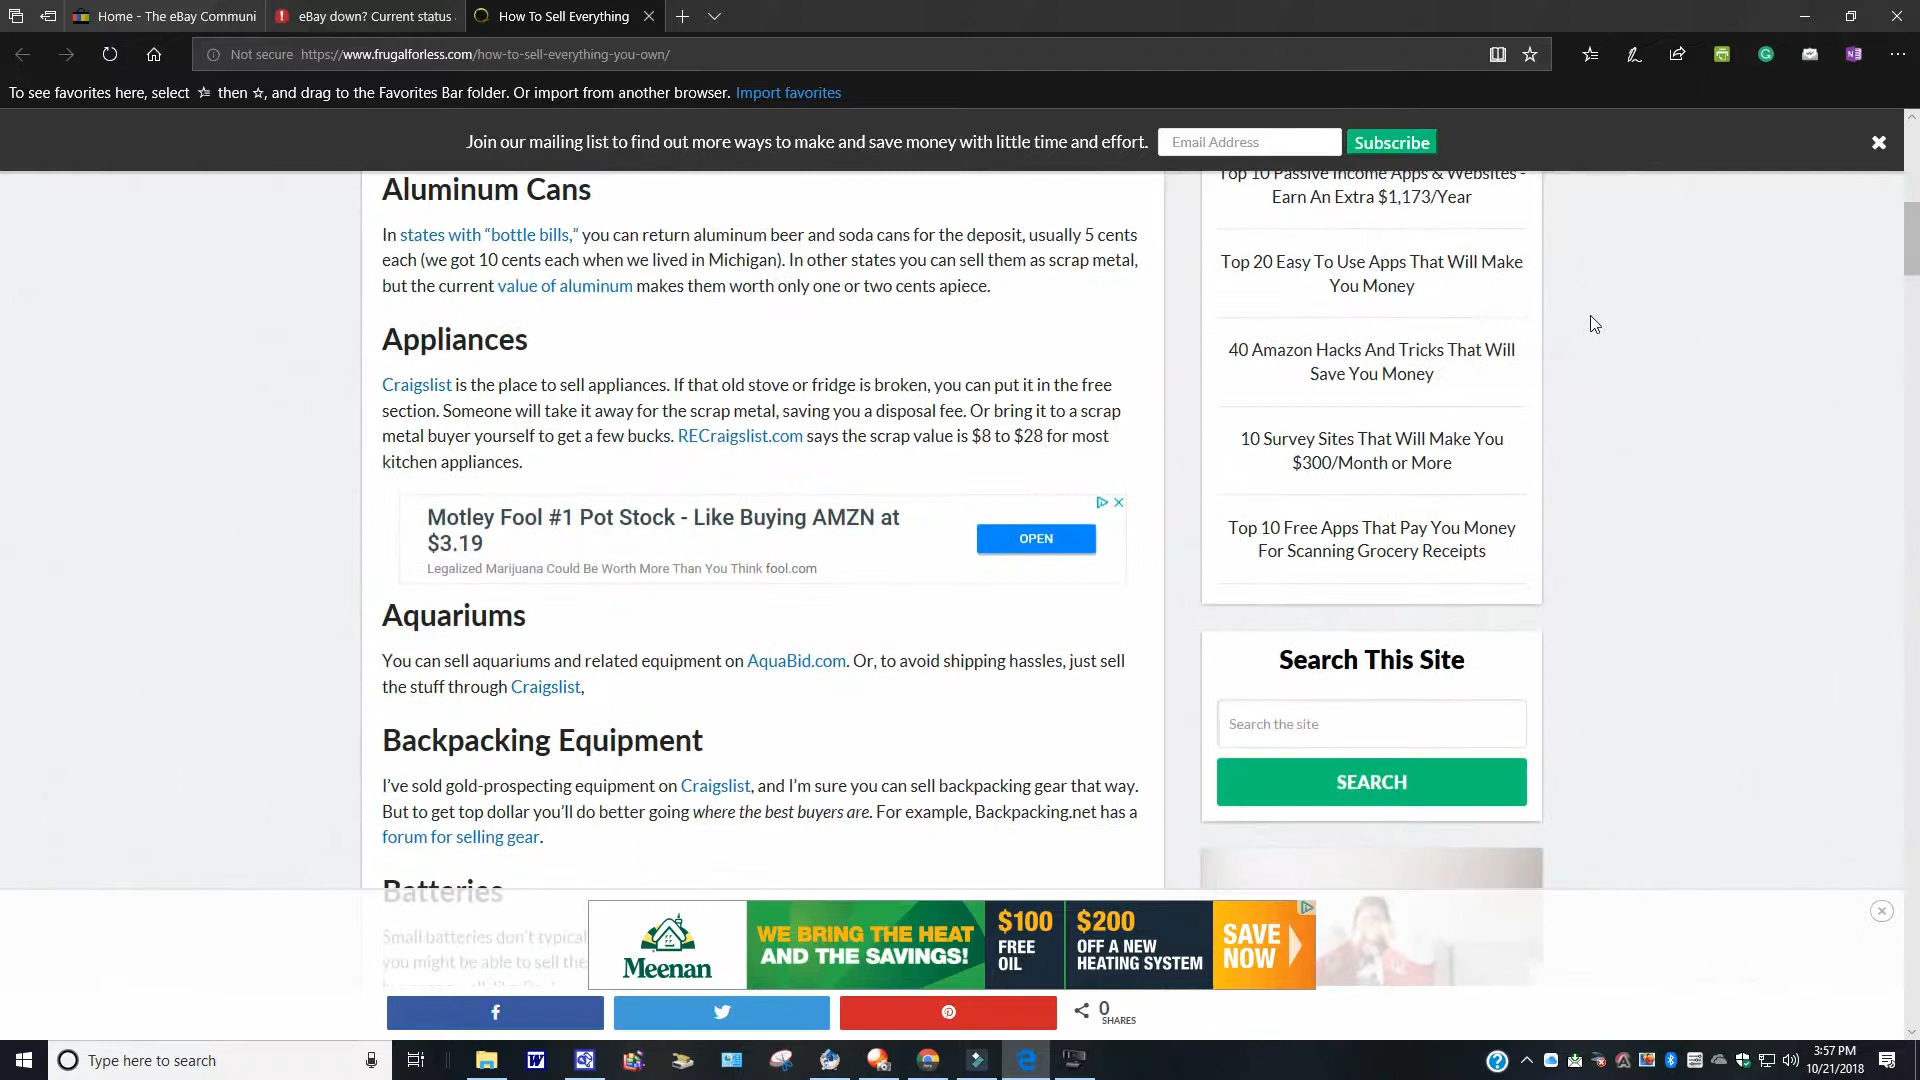 Home - The eBay Communi
eBay down? Current status
How To Sell Everything
Not secure https://www.frugalforless.com/how-to-sell-everything-you-own/
To see favorites here, select then , and drag to the Favorites Bar folder. Or import from another browser. Import favorites
Join our mailing list to find out more ways to make and save money with little time and effort.
Email Address
Subscribe
Aluminum Cans
In states with “bottle bills,” you can return aluminum beer and soda cans for the deposit, usually 5 cents
each (we got 10 cents each when we lived in Michigan). In other states you can sell them as scrap metal,
but the current value of aluminum makes them worth only one or two cents apiece.
Appliances
Craigslist is the place to sell appliances. If that old stove or fridge is broken, you can put it in the free
section. Someone will take it away for the scrap metal, saving you a disposal fee. Or bring it to a scrap
metal buyer yourself to get a few bucks. RECraigslist.com says the scrap value is $8 to $28 for most
kitchen appliances.
Motley Fool #1 Pot Stock - Like Buying AMZN at
$3.19
Legalized Marijuana Could Be Worth More Than You Think fool.com
OPEN
Aquariums
You can sell aquariums and related equipment on AquaBid.com. Or, to avoid shipping hassles, just sell
the stuff through Craigslist,
Backpacking Equipment
I’ve sold gold-prospecting equipment on Craigslist, and I’m sure you can sell backpacking gear that way.
But to get top dollar you’ll do better going where the best buyers are. For example, Backpacking.net has a
forum for selling gear.
Batteries
Small batteries don’t typical
you might be able to sell the
Top 10 Passive Income Apps & Websites -
Earn An Extra $1,173/Year
Top 20 Easy To Use Apps That Will Make
You Money
40 Amazon Hacks And Tricks That Will
Save You Money
10 Survey Sites That Will Make You
$300/Month or More
Top 10 Free Apps That Pay You Money
For Scanning Grocery Receipts
Search This Site
Search the site
SEARCH
Meenan
WE BRING THE HEAT
AND THE SAVINGS!
$100
FREE
OIL
$200
OFF A NEW
HEATING SYSTEM
SAVE
NOW
0
SHARES
Type here to search
3:57 PM
10/21/2018